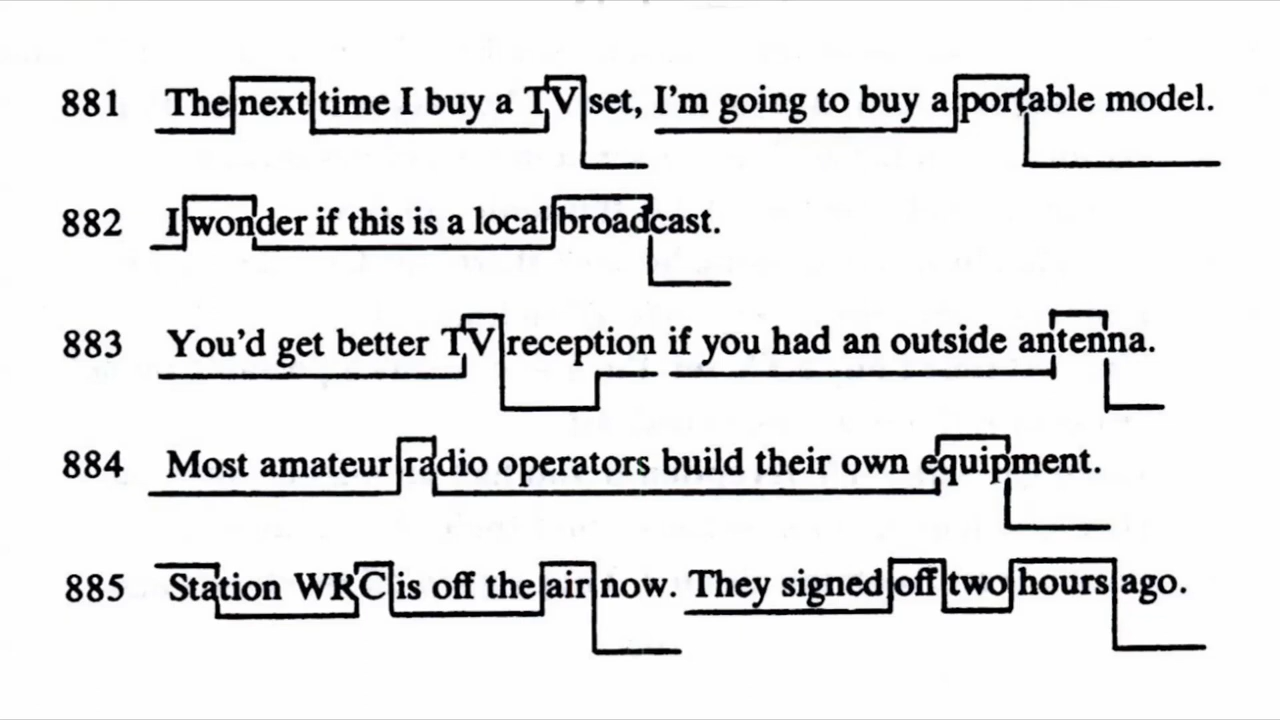 881 The next time I buy a TV set, I'm going to buy a portable model.
882 I wonder if this is a local broadcast.
883 You'd get better TV reception if you had an outside antenna.
884 Most amateur radio operators build their own equipment.
885 Station WKC is off the air now. They signed off two hours ago.